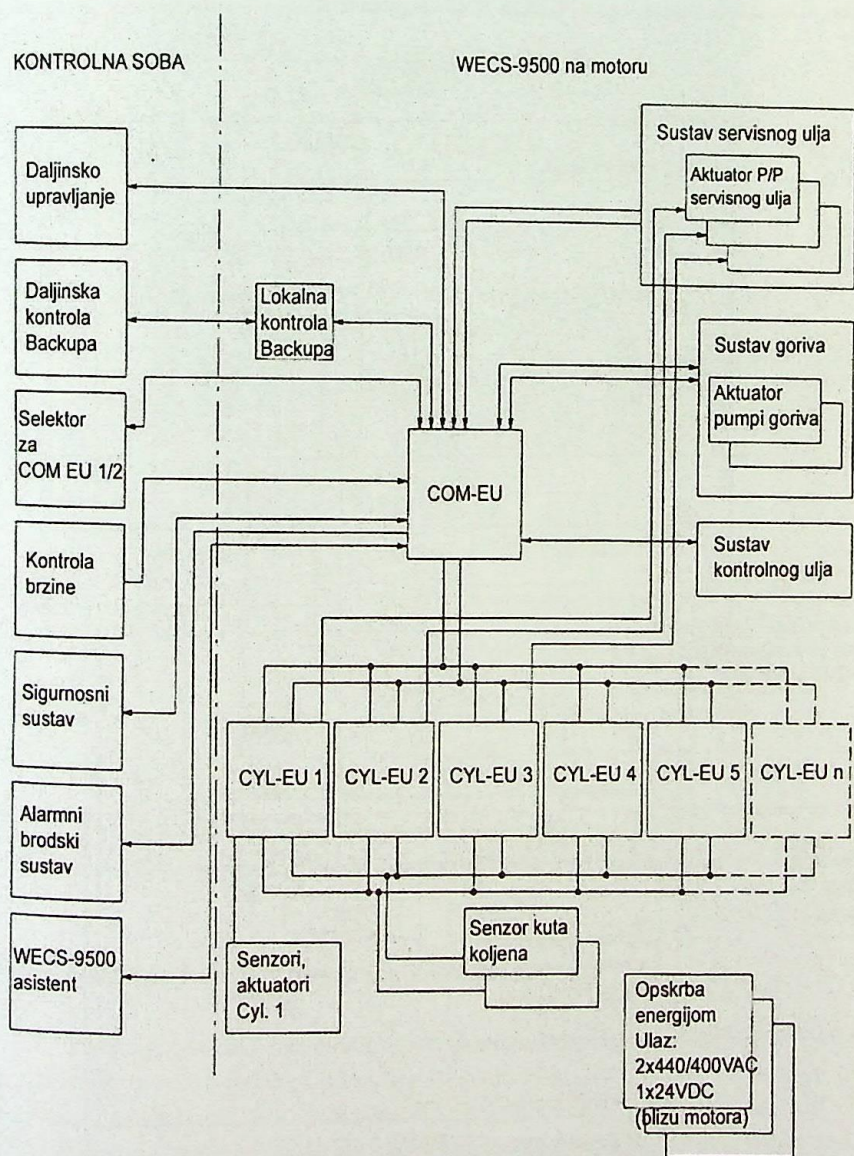 KONTROLNA SOBA
WECS-9500 na motoru
Daljinsko
upravljanje
Daljinska
kontrola
Backupa
Selektor
za
COM EU 1/2
Kontrola
brzine
Sigurnosni
sustav
Alarmni
brodski
sustav
WECS-9500
asistent
Lokalna
kontrola
Backupa
COM-EU
Sustav servisnog ulja
Aktuator P/P
servisnog ulja
Sustav goriva
Aktuator
pumpi goriva
Sustav
kontrolnog ulja
CYL-EU 1
CYL-EU 2
CYL-EU 3
CYL-EU 4
CYL-EU 5
CYL-EU n
Senzori,
aktuatori
Cyl. 1
Senzor kuta
koljena
Opskrba
energijom
Ulaz:
2x440/400VAC
1x24VDC
(blizu motora)